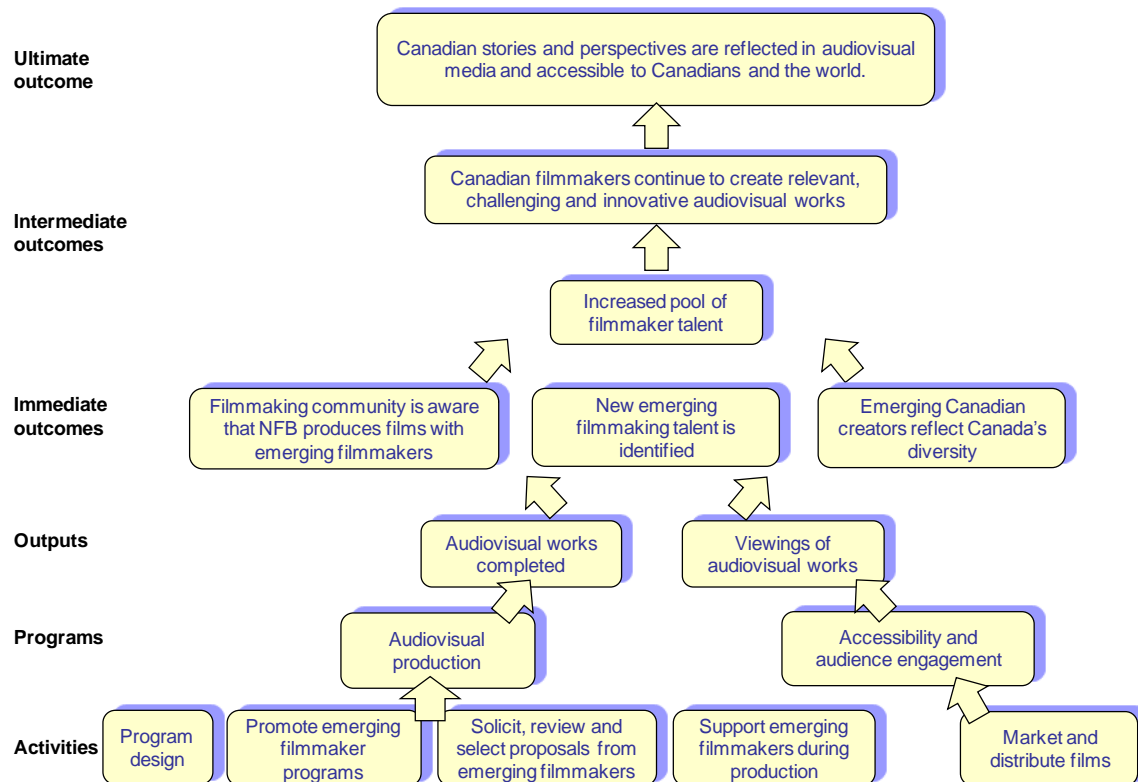 Ultimate
outcome
Canadian stories and perspectives are reflected in audiovisual
media and accessible to Canadians and the world.
Intermediate
outcomes
Canadian filmmakers continue to create relevant,
challenging and innovative audiovisual works
Increased pool of
filmmaker talent
Immediate
outcomes
Filmmaking community is aware
that NFB produces films with
emerging filmmakers
New emerging
filmmaking talent is
identified
Emerging Canadian
creators reflect Canada's
diversity
Outputs
Audiovisual works
completed
Viewings of
audiovisual works
Programs
Audiovisual
production
Accessibility and
audience engagement
Activities
Program
design
Promote emerging
filmmaker
programs
Solicit, review and
select proposals from
emerging filmmakers
Support emerging
filmmakers during
production
Market and
distribute films